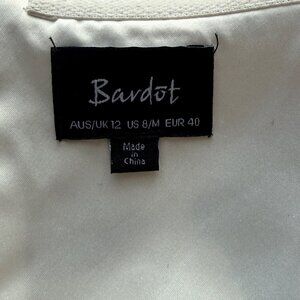 Bardot
AUS/UK 12 US 8/M EUR 40
Made
in
China